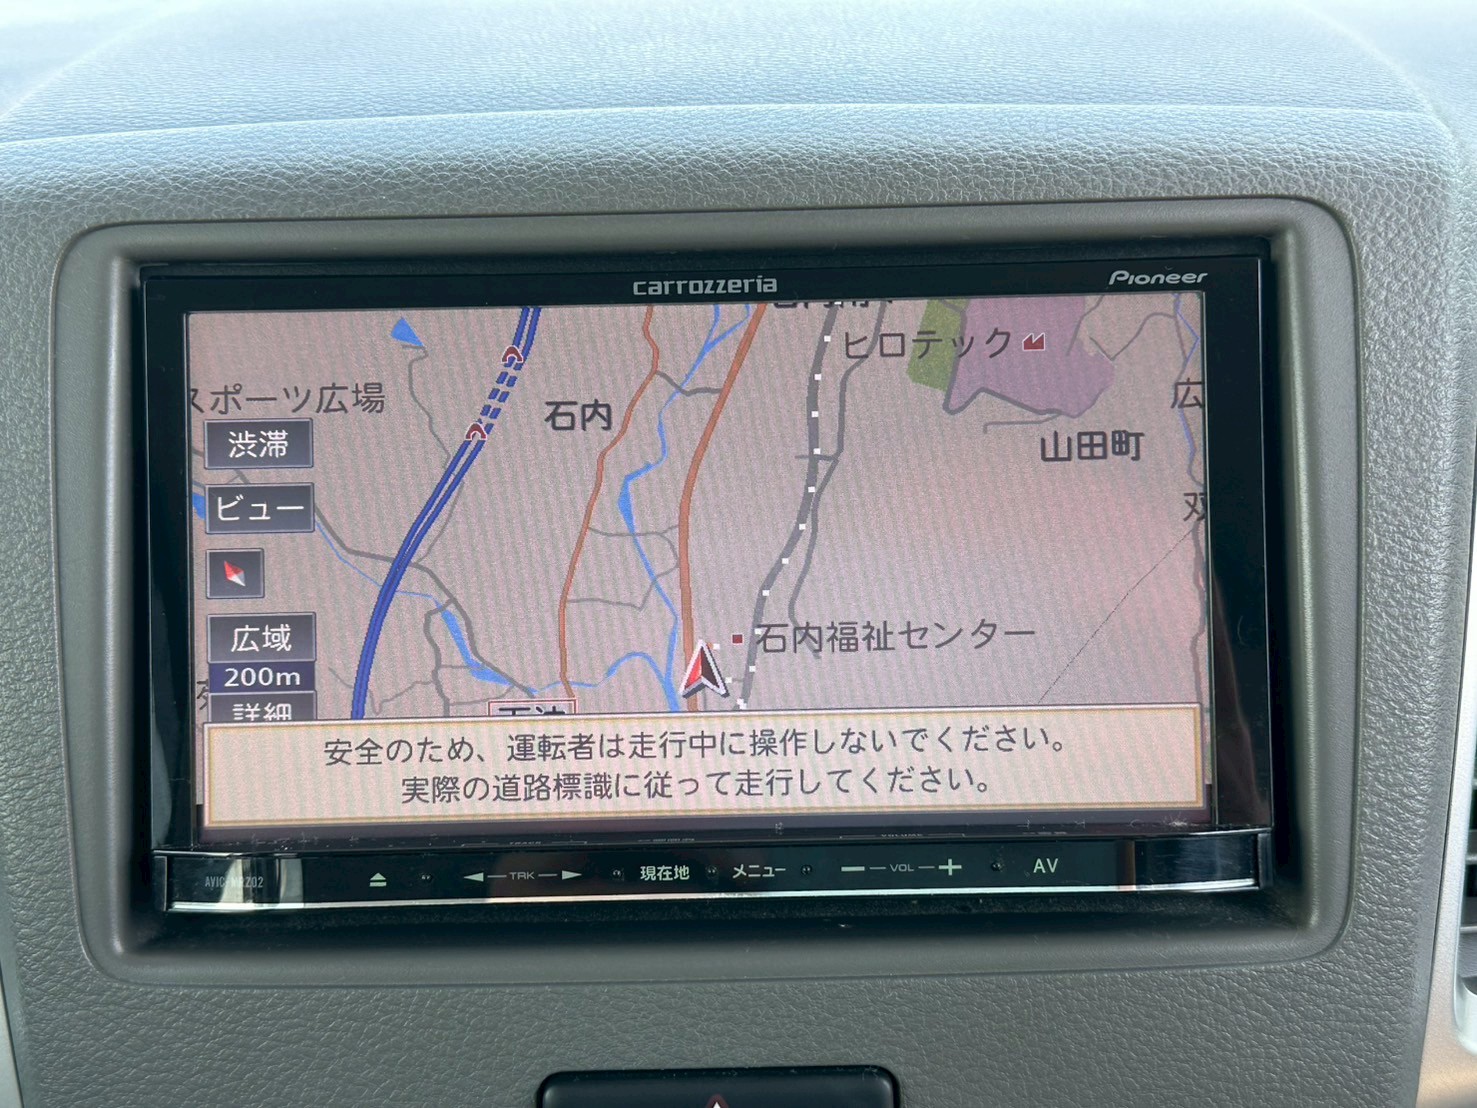 carrozzeria
Pioneer
ヒロテック
スポーツ広場
広
石内
渋滞
山田町
ビュー
双
広域
石内福祉センター
200m
詳細
安全のため、運転者は走行中に操作しないでください。
実際の道路標識に従って走行してください。
TRK
現在地
メニュー
VOL
AV